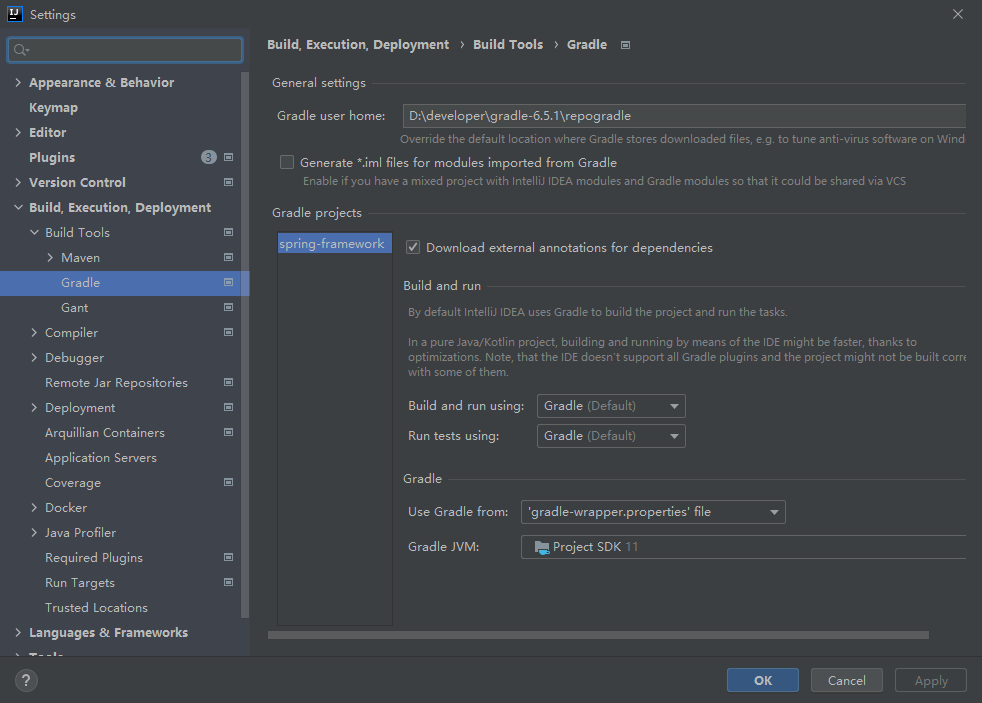 IJ
Settings
Build, Execution, Deployment › Build Tools › Gradle
Appearance & Behavior
Keymap
Editor
Plugins 3
Version Control
Build, Execution, Deployment
Build Tools
Maven
Gradle
Gant
Compiler
Debugger
Remote Jar Repositories
Deployment
Arquillian Containers
Application Servers
Coverage
Docker
Java Profiler
Required Plugins
Run Targets
Trusted Locations
Languages & Frameworks
Tools
General settings
Gradle user home: D:\developer\gradle-6.5.1\repogradle
Override the default location where Gradle stores downloaded files, e.g. to tune anti-virus software on Wind
Generate *.iml files for modules imported from Gradle
Enable if you have a mixed project with IntelliJ IDEA modules and Gradle modules so that it could be shared via VCS
Gradle projects
spring-framework
Download external annotations for dependencies
Build and run
By default IntelliJ IDEA uses Gradle to build the project and run the tasks.
In a pure Java/Kotlin project, building and running by means of the IDE might be faster, thanks to
optimizations. Note, that the IDE doesn't support all Gradle plugins and the project might not be built corre
with some of them.
Build and run using: Gradle (Default)
Run tests using: Gradle (Default)
Gradle
Use Gradle from: 'gradle-wrapper.properties' file
Gradle JVM: Project SDK 11
?
OK
Cancel
Apply